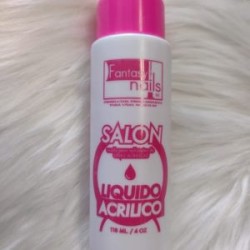 Fantasy
nails
SALON
LIQUIDO
ACRILICO
118 ML / 4 OZ